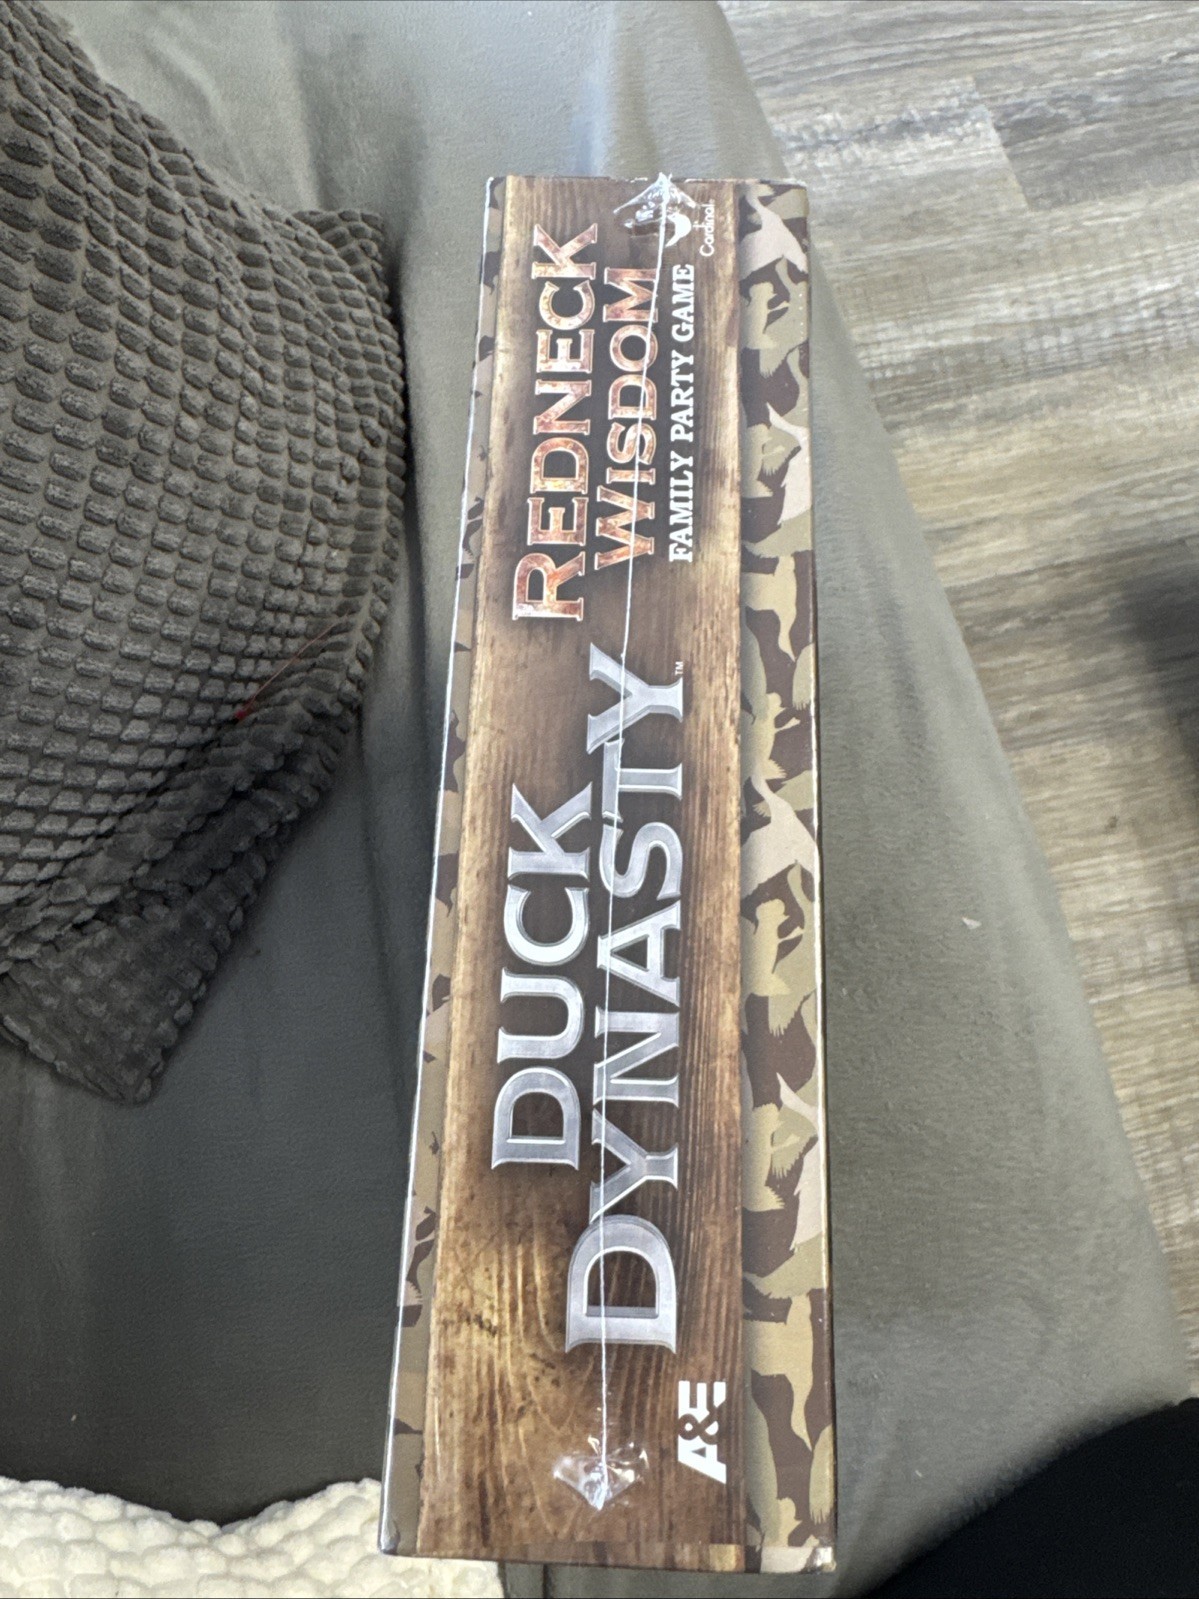 DUCK
DYNASTY™
REDNECK
WISDOM
FAMILY PARTY GAME
A&E
Cardinal